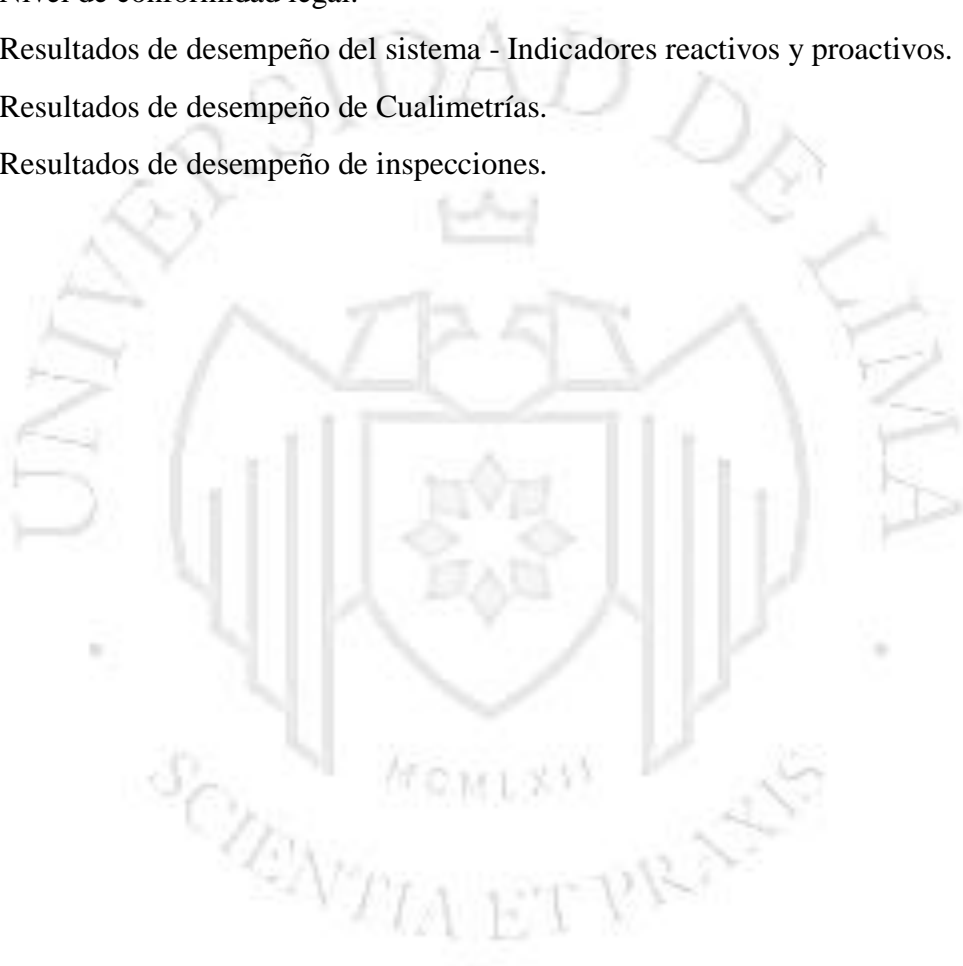 Nivel de conformidad legal.
Resultados de desempeño del sistema - Indicadores reactivos y proactivos.
Resultados de desempeño de Cualimetrías.
Resultados de desempeño de inspecciones.
UNIVERSIDAD DE LIMA
MCMLXII
SCIENTIA ET PRAXIS